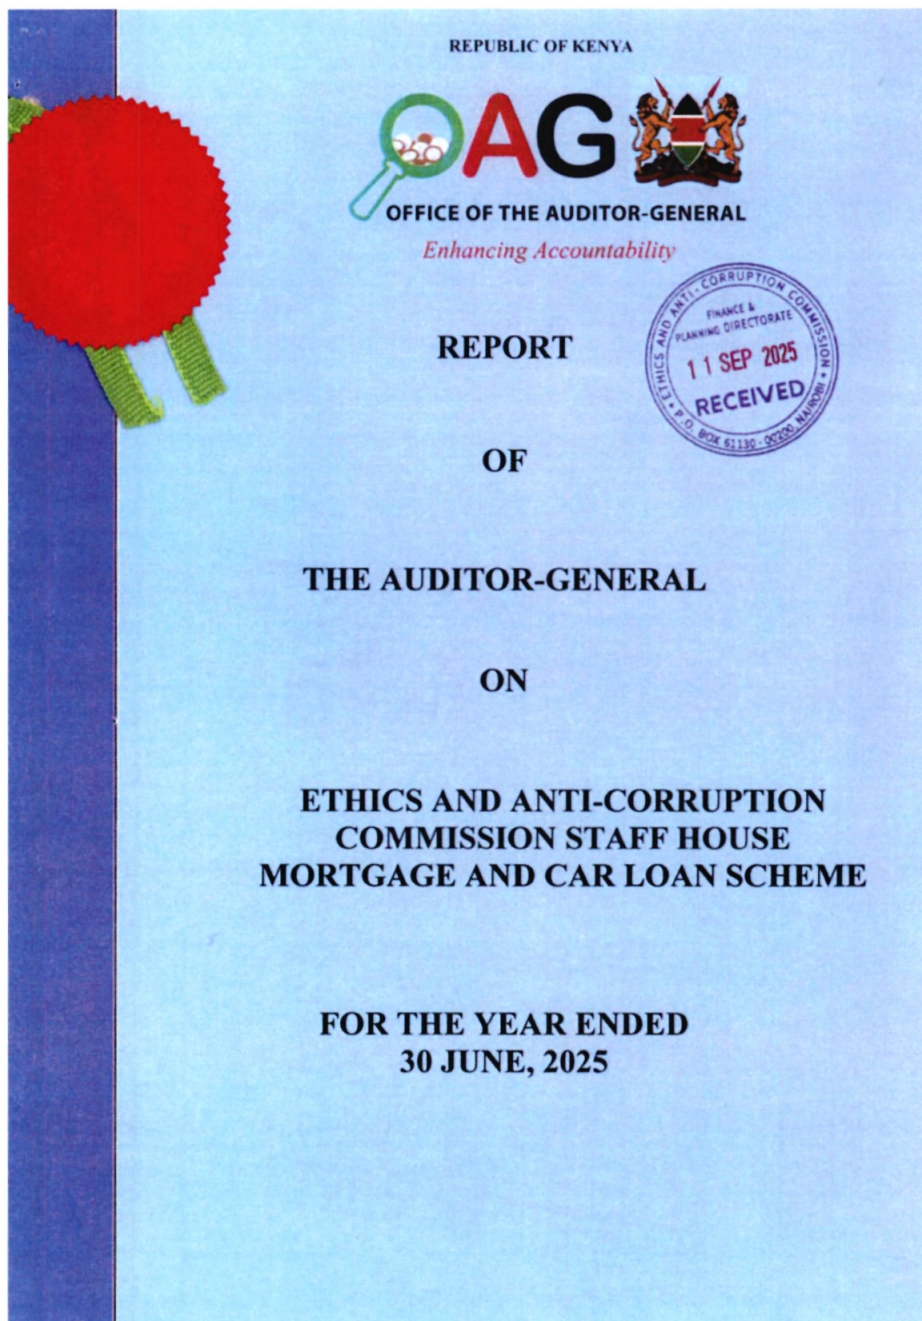 REPUBLIC OF KENYA
OAG
OFFICE OF THE AUDITOR-GENERAL
Enhancing Accountability
ETHICS AND ANTI-CORRUPTION COMMISSION
FINANCE &
PLANNING DIRECTORATE
11 SEP 2025
RECEIVED
P.O. BOX 61130-00200, NAIROBI
REPORT
OF
THE AUDITOR-GENERAL
ON
ETHICS AND ANTI-CORRUPTION
COMMISSION STAFF HOUSE
MORTGAGE AND CAR LOAN SCHEME
FOR THE YEAR ENDED
30 JUNE, 2025